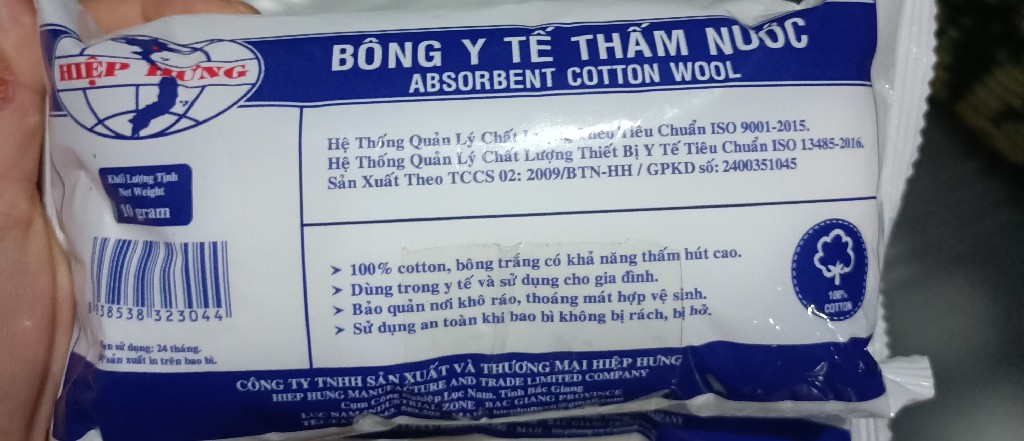 HIỆP HƯNG
BÔNG Y TẾ THẤM NƯỚC
ABSORBENT COTTON WOOL
Hệ Thống Quản Lý Chất Theo Tiêu Chuẩn ISO 9001-2015.
Hệ Thống Quản Lý Chất Lượng Thiết Bị Y Tế Tiêu Chuẩn ISO 13485-2016.
Sản Xuất Theo TCCS 02: 2009/BTN-HH / GPKD số: 2400351045
Khối Lượng Tịnh
Net Weight
10 gram
➤ 100% cotton, bông trắng có khả năng thấm hút cao.
➤ Dùng trong y tế và sử dụng cho gia đình.
➤ Bảo quản nơi khô ráo, thoáng mát hợp vệ sinh.
➤ Sử dụng an toàn khi bao bì không bị rách, bị hở.
100%
COTTON
938538 323044
sử dụng: 24 tháng.
sản xuất in trên bao bì.
CÔNG TY TNHH SẢN XUẤT VÀ THƯƠNG MẠI HIỆP HƯNG
HIEP HUNG MANUFACTURE AND TRADE LIMITED COMPANY
Cụm Công Nghiệp Lục Nam, Tỉnh Bắc Giang
LUC NAM INDUSTRIAL ZONE, BAC GIANG PROVINCE